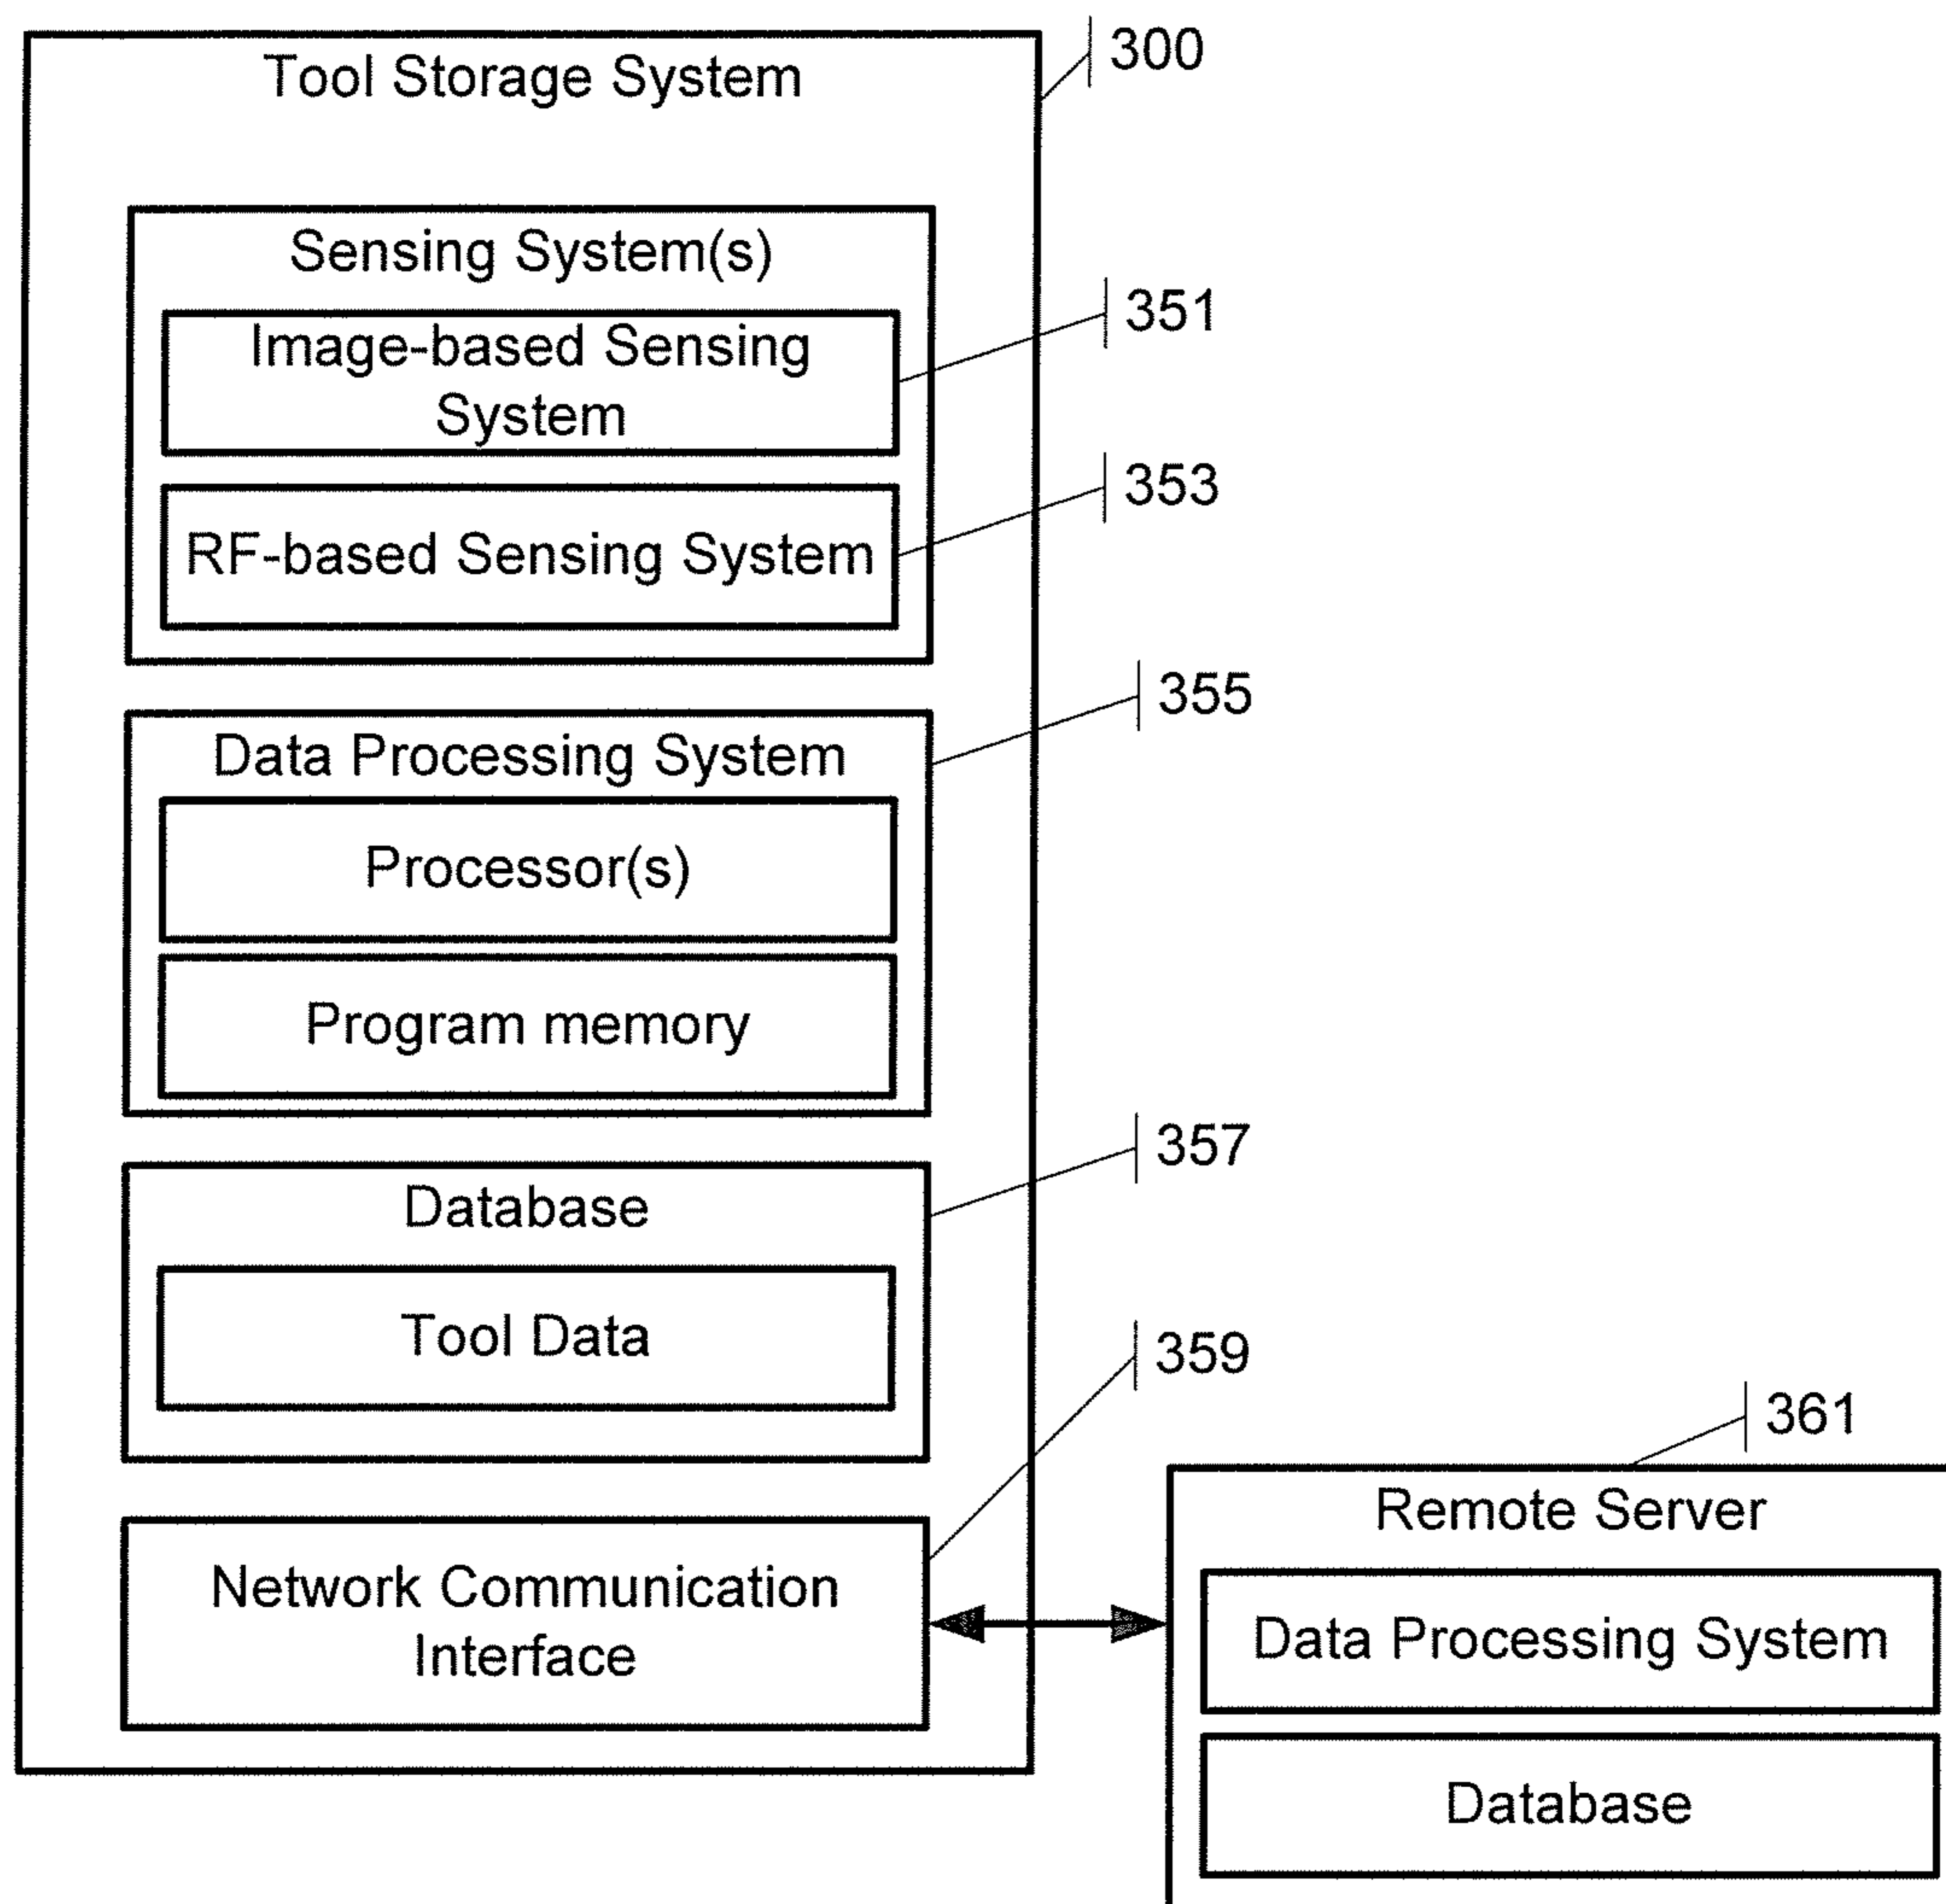 Tool Storage System
300
Sensing System(s)
Image-based Sensing
System
351
RF-based Sensing System
353
355
Data Processing System
Processor(s)
Program memory
357
Database
Tool Data
359
Network Communication
Interface
361
Remote Server
Data Processing System
Database